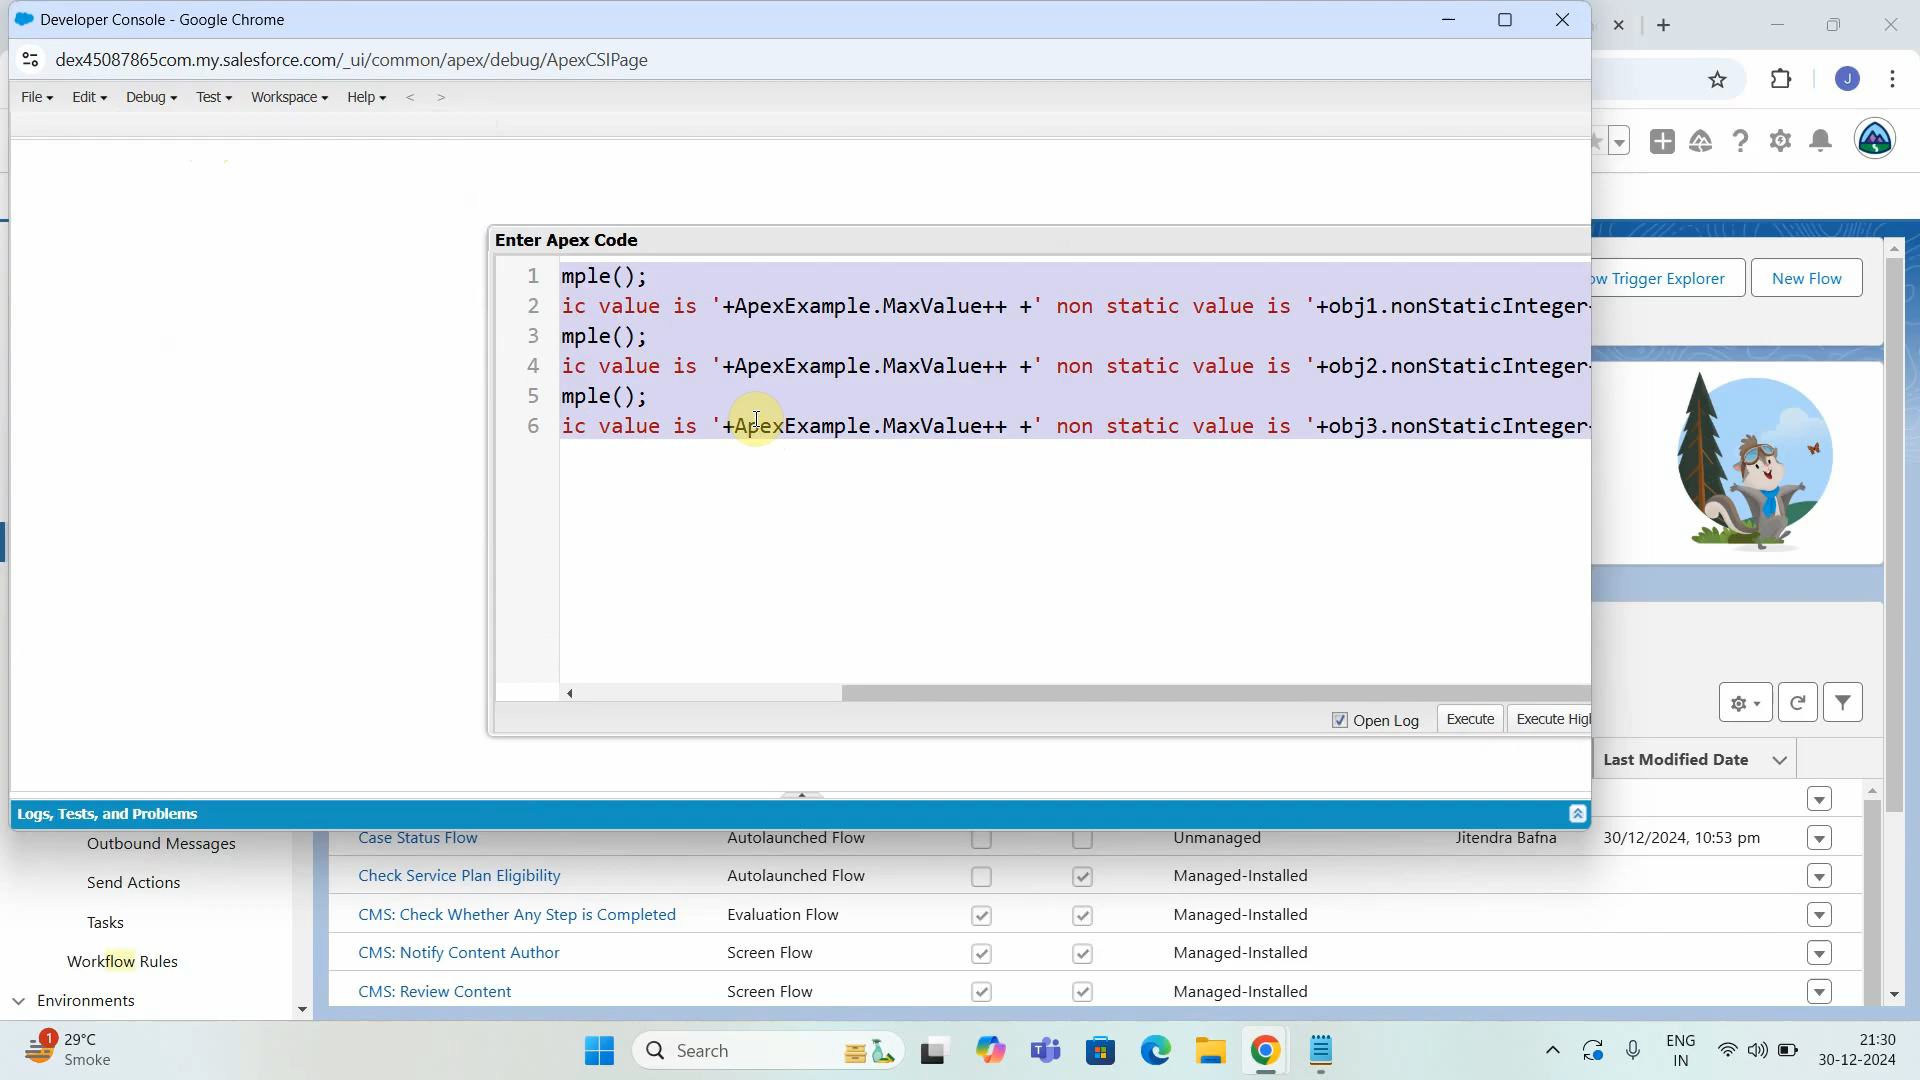 Developer Console - Google Chrome
dex45087865com.my.salesforce.com/_ui/common/apex/debug/ApexCSIPage
File Edit Debug Test Workspace Help < >
J
Enter Apex Code
1 mple();
2 ic value is '+ApexExample.MaxValue++ +' non static value is '+obj1.nonStaticInteger
3 mple();
4 ic value is '+ApexExample.MaxValue++ +' non static value is '+obj2.nonStaticInteger
5 mple();
6 ic value is '+ApexExample.MaxValue++ +' non static value is '+obj3.nonStaticInteger
Open Log Execute Execute Higl
ow Trigger Explorer New Flow
Last Modified Date
Logs, Tests, and Problems
Outbound Messages
Send Actions
Tasks
Workflow Rules
Environments
Case Status Flow Autolaunched Flow Unmanaged Jitendra Bafna 30/12/2024, 10:53 pm
Check Service Plan Eligibility Autolaunched Flow Managed-Installed
CMS: Check Whether Any Step is Completed Evaluation Flow Managed-Installed
CMS: Notify Content Author Screen Flow Managed-Installed
CMS: Review Content Screen Flow Managed-Installed
1
29°C
Smoke
Search
ENG
IN
21:30
30-12-2024